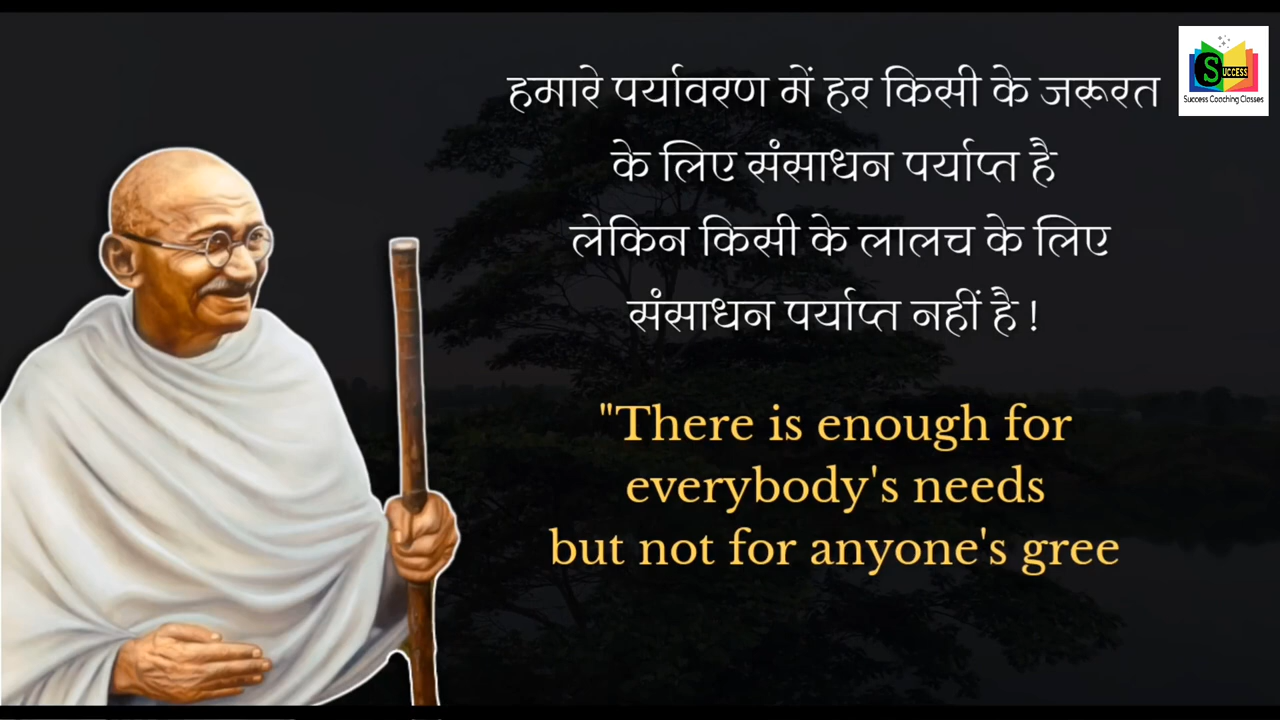 हमारे पर्यावरण में हर किसी के जरूरत
के लिए संसाधन पर्याप्त है
लेकिन किसी के लालच के लिए
संसाधन पर्याप्त नहीं है !
"There is enough for
everybody's needs
but not for anyone's gree
SUCCESS
Success Coaching Classes